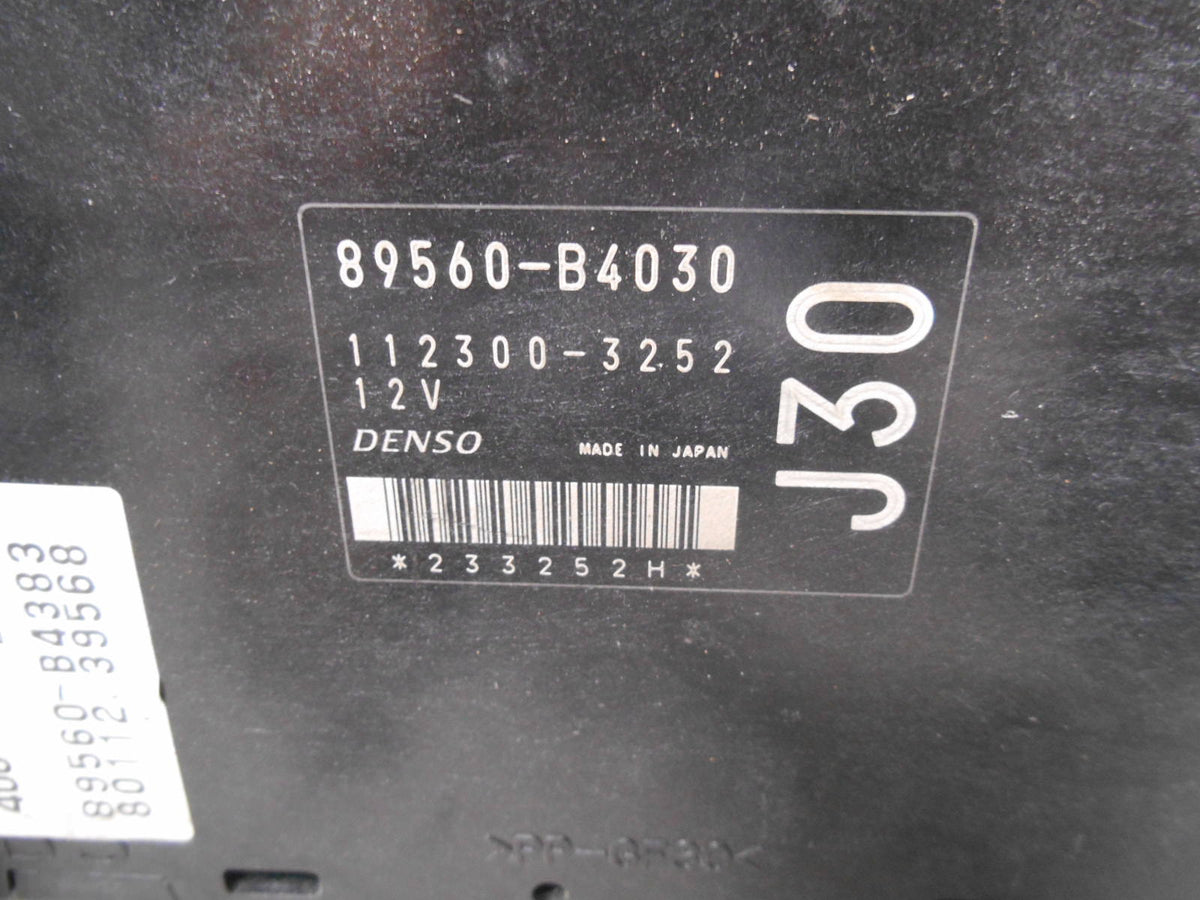 89560-B4030
112300-3252
12V
DENSO MADE IN JAPAN
*233252H*
J30
89560-B4383
80112.39568
>PP-GF30<